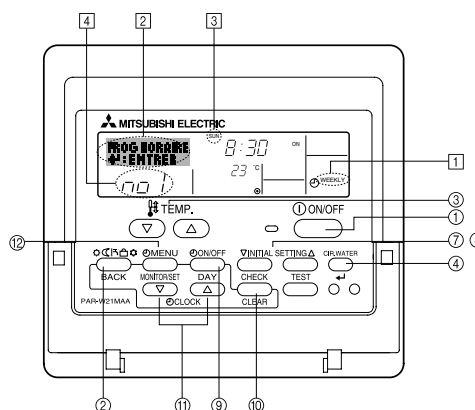 4 2 3
MITSUBISHI ELECTRIC
SUN
PROG HORAIRE
↵:ENTREE
8:30 ON
no 1 23 °C
WEEKLY 1
TEMP. ON/OFF
3
1
12 7
MENU ON/OFF ▽INITIAL SETTING△ CIR.WATER
4
BACK MONITOR/SET DAY CHECK TEST
PAR-W21MAA CLOCK CLEAR
2 11 9 10